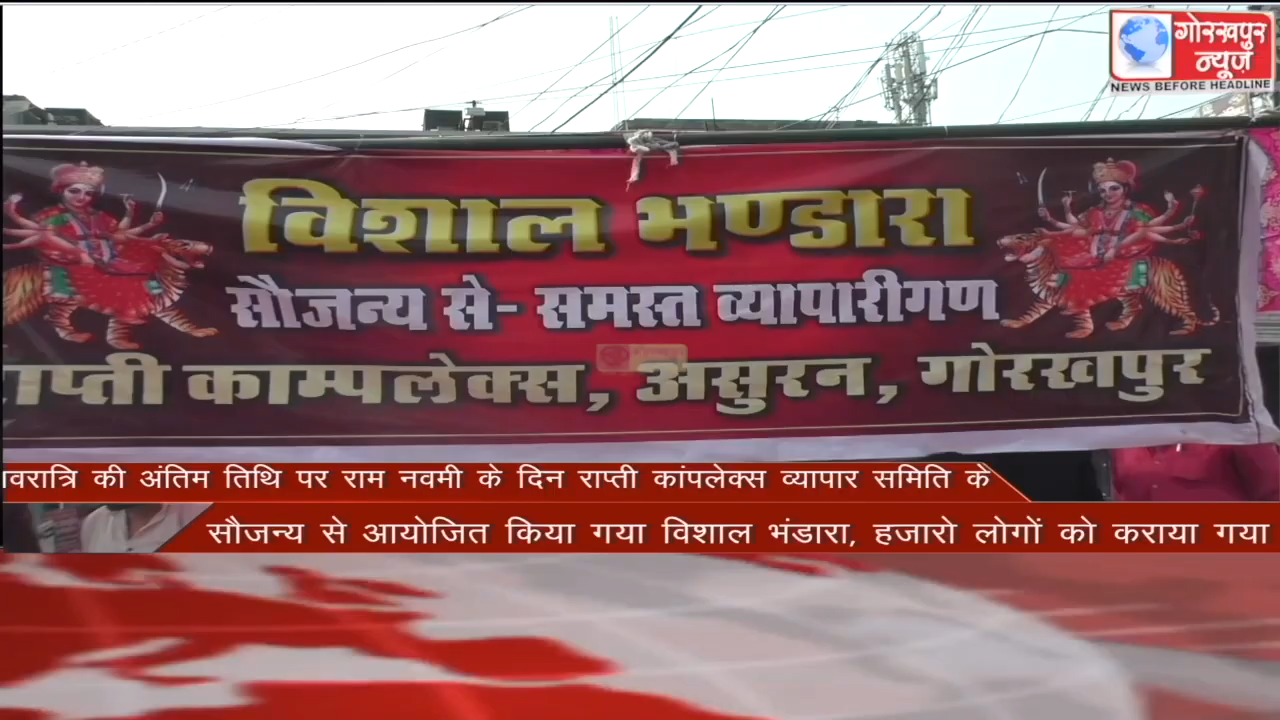 गोरखपुर
न्यूज़
NEWS BEFORE HEADLINE
विशाल भण्डारा
सौजन्य से- समस्त व्यापारीगण
काम्पलेक्स, असुरन, गोरखपुर
की अंतिम तिथि पर राम नवमी के दिन राप्ती कांपलेक्स व्यापार समिति के
सौजन्य से आयोजित किया गया विशाल भंडारा, हजारो लोगों को कराया गया